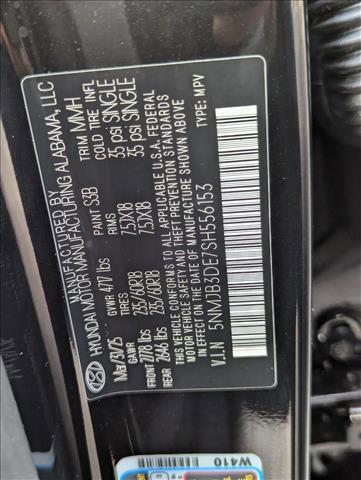 MANUFACTURED BY
HYUNDAI MOTOR MANUFACTURING ALABAMA, LLC
Mar/31/25 GVWR 4717 lbs PAINT S3B TRIM MMH
GAWR TIRES RIMS COLD TIRE INFL
FRONT 2778 lbs 235/60R18 7.5JX18 35 psi SINGLE
REAR 2646 lbs 235/60R18 7.5JX18 35 psi SINGLE
THIS VEHICLE CONFORMS TO ALL APPLICABLE U.S.A. FEDERAL
MOTOR VEHICLE SAFETY, BUMPER, AND THEFT PREVENTION
STANDARDS IN EFFECT ON THE DATE OF MANUFACTURE SHOWN ABOVE
V.I.N 5NMJB3DE7SH556153 TYPE: MPV
W410